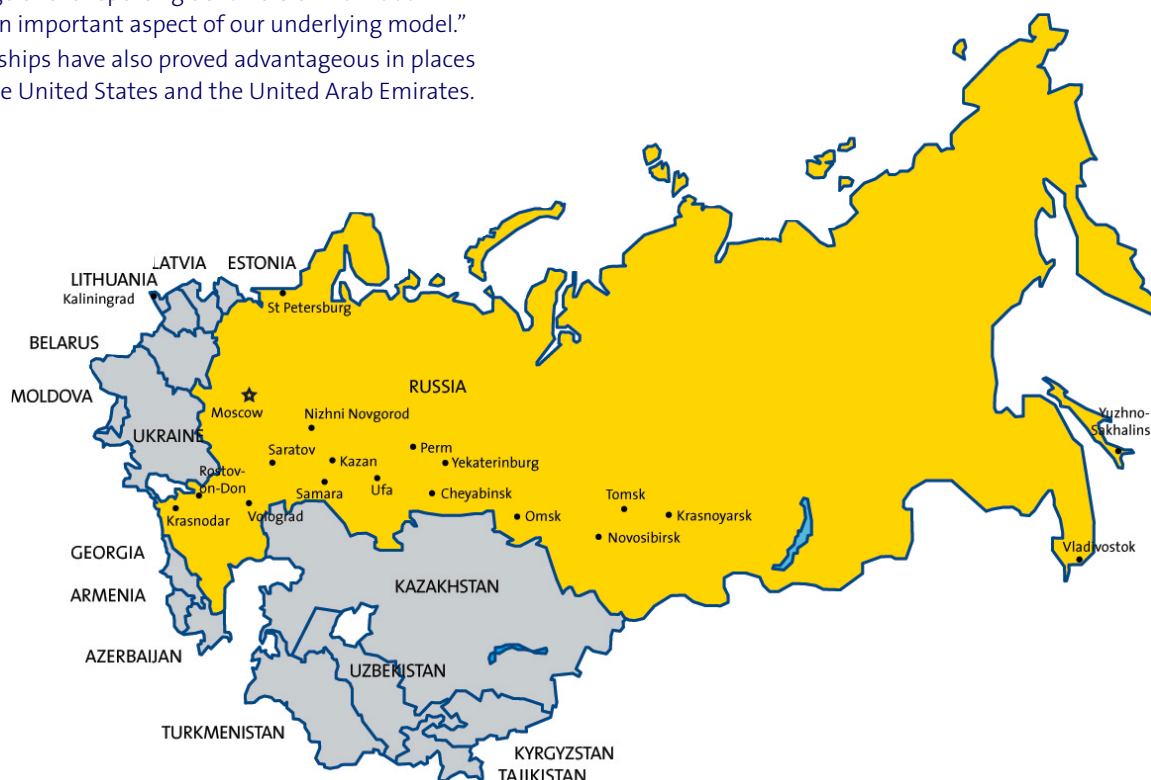 n important aspect of our underlying model.”
ships have also proved advantageous in places
e United States and the United Arab Emirates.
LATVIA
ESTONIA
LITHUANIA
Kaliningrad
St Petersburg
BELARUS
MOLDOVA
RUSSIA
Moscow
Nizhni Novgorod
Yuzhno-
Sakhalins
UKRAINE
Saratov
Kazan
Perm
Yekaterinburg
Rostov-
on-Don
Samara
Ufa
Cheyabinsk
Tomsk
Krasnodar
Volograd
Omsk
Krasnoyarsk
Novosibirsk
Vladivostok
GEORGIA
KAZAKHSTAN
ARMENIA
AZERBAIJAN
UZBEKISTAN
TURKMENISTAN
KYRGYZSTAN
TAJIKISTAN